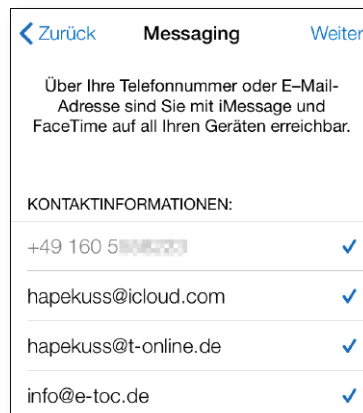 Zurück Messaging Weiter
Über Ihre Telefonnummer oder E–Mail-
Adresse sind Sie mit iMessage und
FaceTime auf all Ihren Geräten erreichbar.
KONTAKTINFORMATIONEN:
+49 160 5
hapekuss@icloud.com
hapekuss@t-online.de
info@e-toc.de